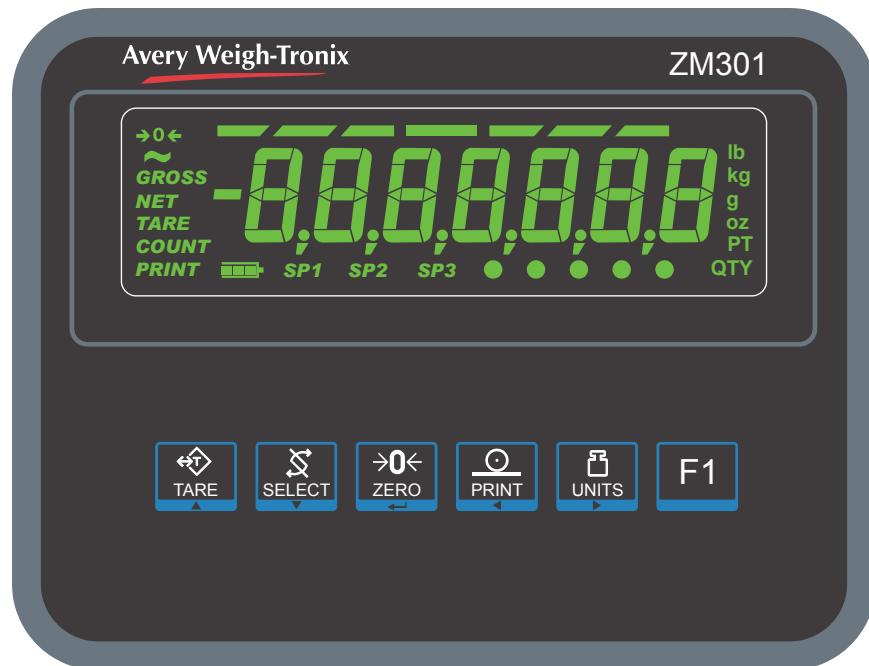 Avery Weigh-Tronix
ZM301
→0←
~
GROSS
NET
TARE
COUNT
PRINT
-8,8,8,8,8,8,8
lb
kg
g
oz
PT
QTY
SP1 SP2 SP3
TARE
SELECT
→0←
ZERO
PRINT
UNITS
F1